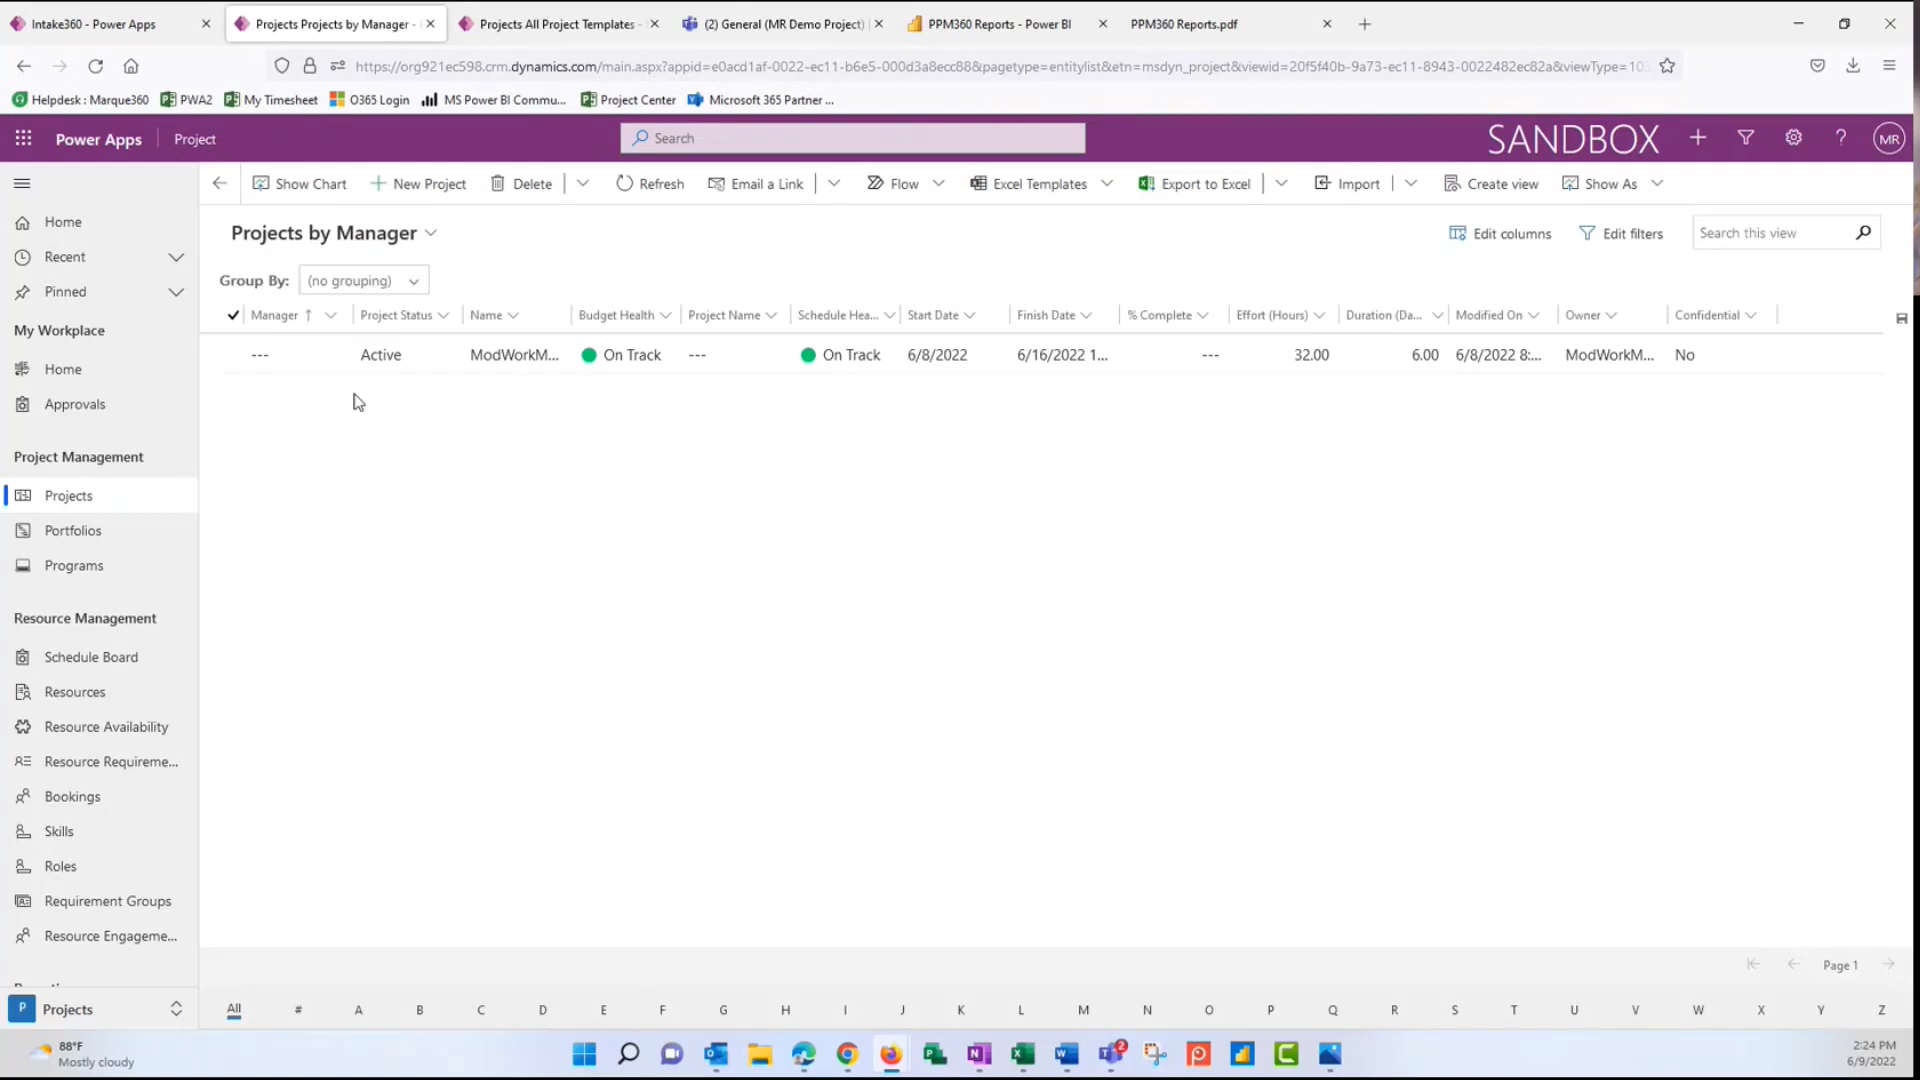 Intake360 - Power Apps
Projects Projects by Manager -
Projects All Project Templates -
(2) General (MR Demo Project) |
PPM360 Reports - Power BI
PPM360 Reports.pdf
https://org921ec598.crm.dynamics.com/main.aspx?appid=e0acd1af-0022-ec11-b6e5-000d3a8ecc88&pagetype=entitylist&etn=msdyn_project&viewid=20f5f40b-9a73-ec11-8943-0022482ec82a&viewType=103
Helpdesk : Marque360
PWA2
My Timesheet
O365 Login
MS Power BI Commu...
Project Center
Microsoft 365 Partner ...
Power Apps
Project
Search
SANDBOX
MR
Show Chart
New Project
Delete
Refresh
Email a Link
Flow
Excel Templates
Export to Excel
Import
Create view
Show As
Home
Recent
Pinned
My Workplace
Home
Approvals
Project Management
Projects
Portfolios
Programs
Resource Management
Schedule Board
Resources
Resource Availability
Resource Requireme...
Bookings
Skills
Roles
Requirement Groups
Resource Engageme...
P Projects
Projects by Manager
Edit columns
Edit filters
Search this view
Group By: (no grouping)
Manager ↑ Project Status Name Budget Health Project Name Schedule Hea... Start Date Finish Date % Complete Effort (Hours) Duration (Da... Modified On Owner Confidential
--- Active ModWorkM... On Track --- On Track 6/8/2022 6/16/2022 1... --- 32.00 6.00 6/8/2022 8:... ModWorkM... No
Page 1
All # A B C D E F G H I J K L M N O P Q R S T U V W X Y Z
88°F
Mostly cloudy
2
2:24 PM
6/9/2022